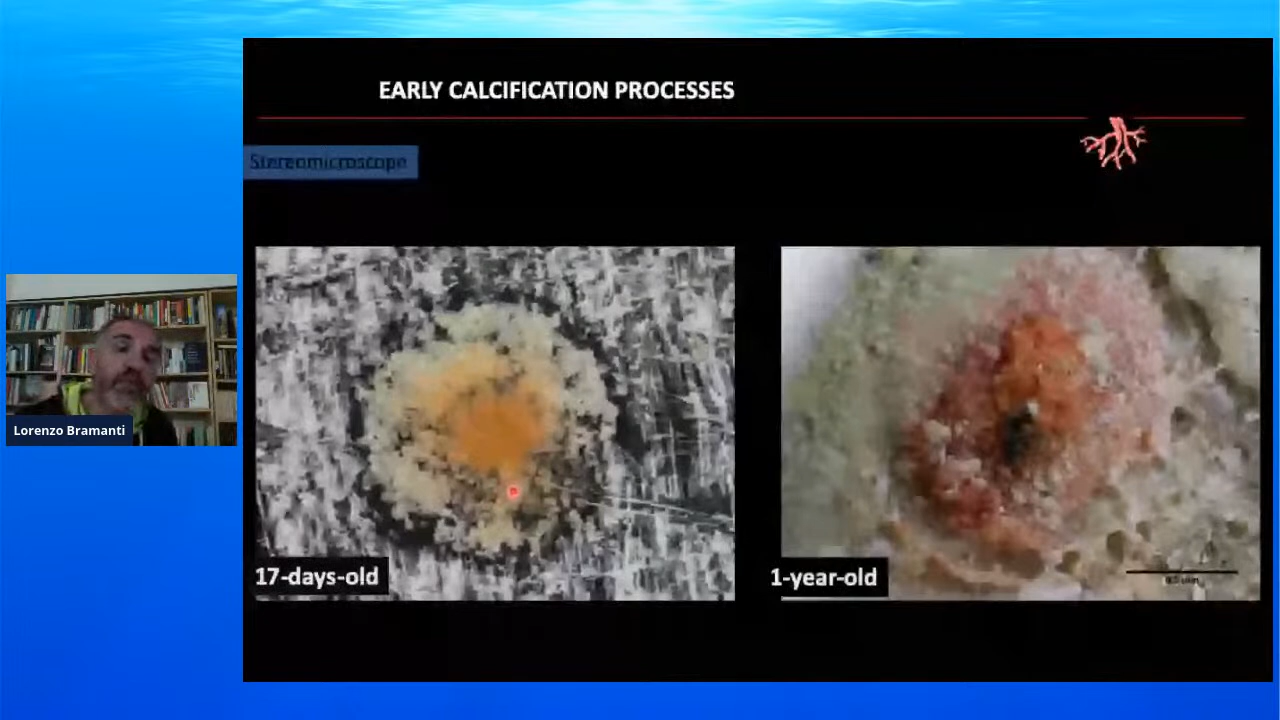 EARLY CALCIFICATION PROCESSES
Stereomicroscope
Lorenzo Bramanti
17-days-old
1-year-old